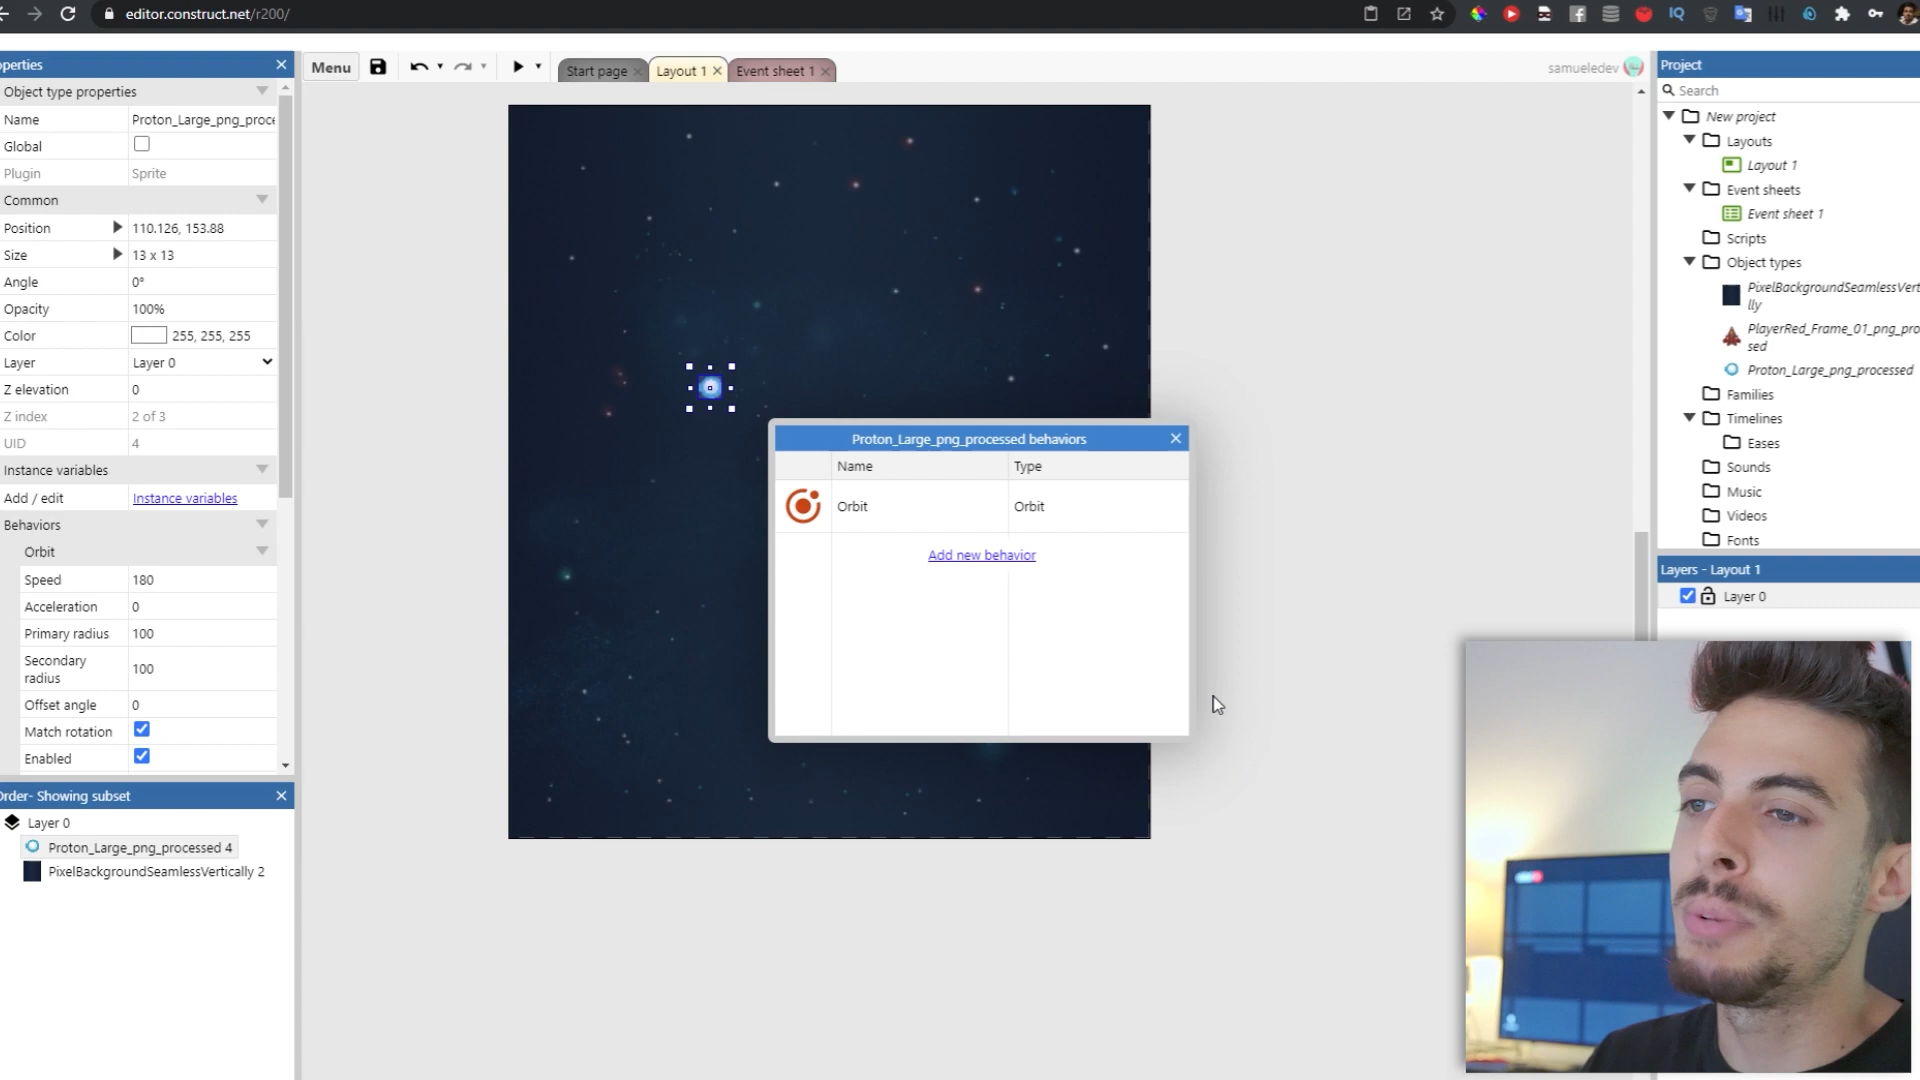 editor.construct.net/r200/
IQ
operties
Object type properties
Name
Proton_Large_png_proce
Global
Plugin
Sprite
Common
Position
110.126, 153.88
Size
13 x 13
Angle
0°
Opacity
100%
Color
255, 255, 255
Layer
Layer 0
Z elevation
0
Z index
2 of 3
UID
4
Instance variables
Add / edit
Instance variables
Behaviors
Orbit
Speed
180
Acceleration
0
Primary radius
100
Secondary
radius
100
Offset angle
0
Match rotation
Enabled
Order- Showing subset
Layer 0
Proton_Large_png_processed 4
PixelBackgroundSeamlessVertically 2
Menu
Start page
Layout 1
Event sheet 1
samueledev
Proton_Large_png_processed behaviors
Name
Type
Orbit
Orbit
Add new behavior
Project
Search
New project
Layouts
Layout 1
Event sheets
Event sheet 1
Scripts
Object types
PixelBackgroundSeamlessVert
lly
PlayerRed_Frame_01_png_pro
sed
Proton_Large_png_processed
Families
Timelines
Eases
Sounds
Music
Videos
Fonts
Layers - Layout 1
Layer 0